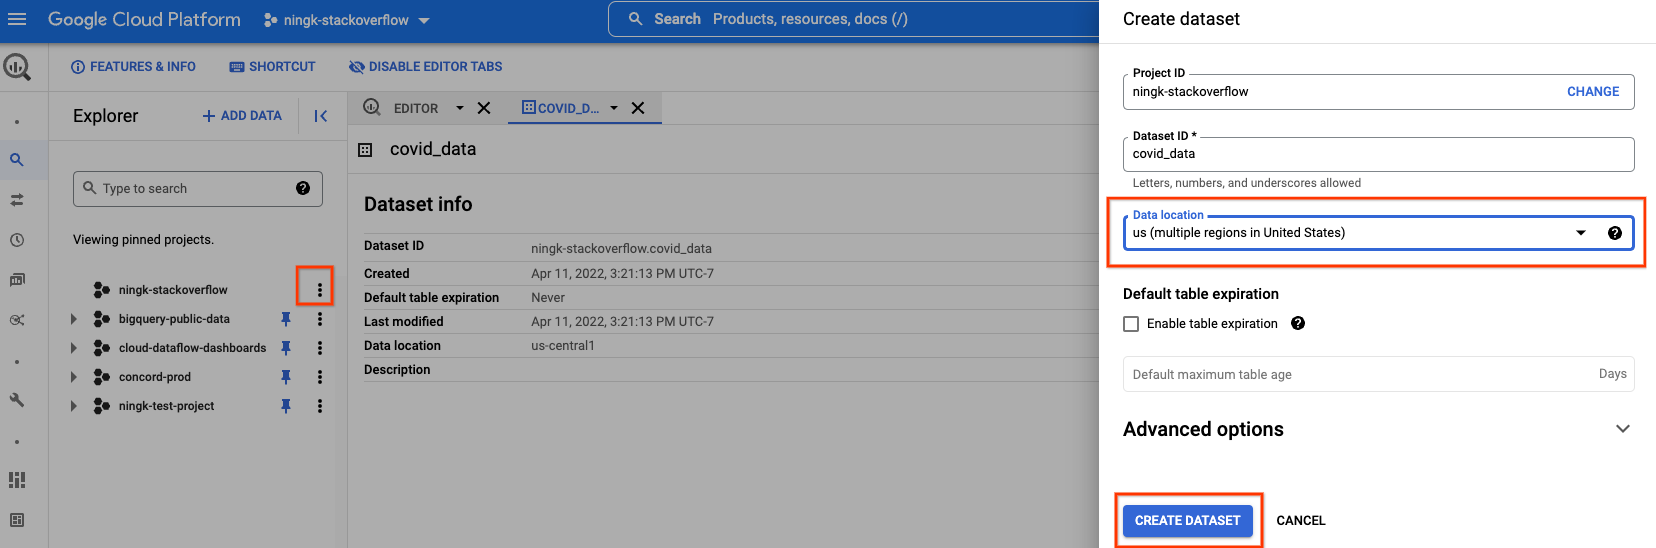 Google Cloud Platform
ningk-stackoverflow
Search Products, resources, docs (/)
FEATURES & INFO
SHORTCUT
DISABLE EDITOR TABS
Explorer
+ ADD DATA
Type to search
Viewing pinned projects.
ningk-stackoverflow
bigquery-public-data
cloud-dataflow-dashboards
concord-prod
ningk-test-project
EDITOR
COVID_D...
covid_data
Dataset info
Dataset ID ningk-stackoverflow.covid_data
Created Apr 11, 2022, 3:21:13 PM UTC-7
Default table expiration Never
Last modified Apr 11, 2022, 3:21:13 PM UTC-7
Data location us-central1
Description
Create dataset
Project ID
ningk-stackoverflow CHANGE
Dataset ID *
covid_data
Letters, numbers, and underscores allowed
Data location
us (multiple regions in United States)
Default table expiration
Enable table expiration
Default maximum table age Days
Advanced options
CREATE DATASET CANCEL